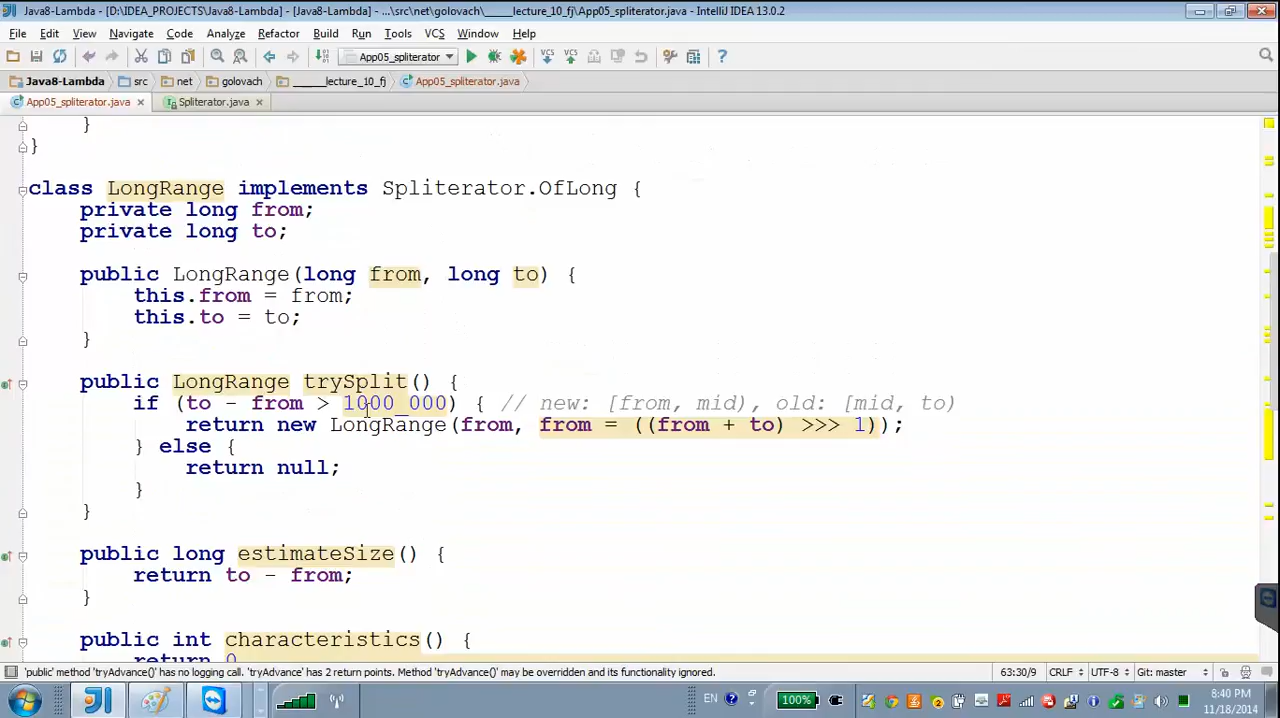 Java8-Lambda - [D:\IDEA_PROJECTS\Java8-Lambda] - [Java8-Lambda] - ...\src\net\golovach\_____lecture_10_fj\App05_spliterator.java - IntelliJ IDEA 13.0.2
File Edit View Navigate Code Analyze Refactor Build Run Tools VCS Window Help
App05_spliterator
Java8-Lambda src net golovach _____lecture_10_fj App05_spliterator.java
App05_spliterator.java Spliterator.java
}
}
class LongRange implements Spliterator.OfLong {
private long from;
private long to;
public LongRange(long from, long to) {
this.from = from;
this.to = to;
}
public LongRange trySplit() {
if (to - from > 1000_000) { // new: [from, mid), old: [mid, to)
return new LongRange(from, from = ((from + to) >>> 1));
} else {
return null;
}
}
public long estimateSize() {
return to - from;
}
public int characteristics() {
return 0
'public' method 'tryAdvance()' has no logging call. 'tryAdvance' has 2 return points. Method 'tryAdvance()' may be overridden and its functionality ignored. 63:30/9 CRLF UTF-8 Git: master
EN 100% 8:40 PM
11/18/2014